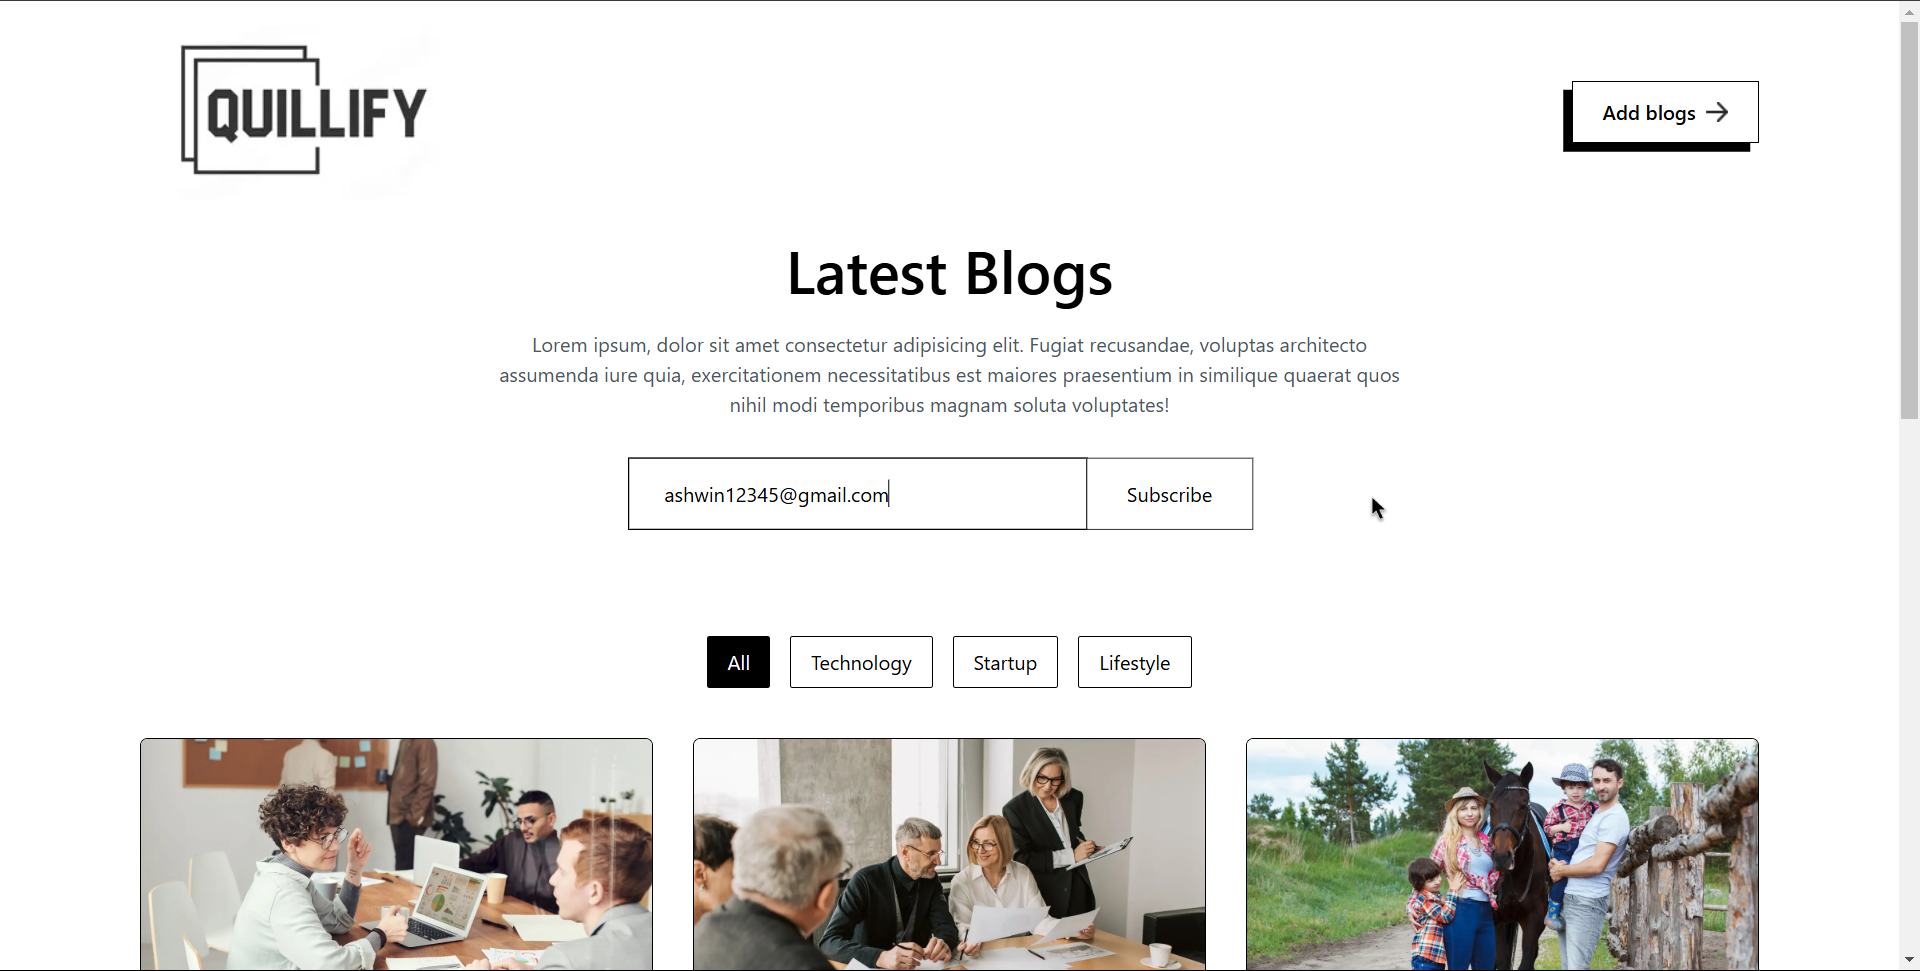 QUILLIFY
Add blogs
Latest Blogs
Lorem ipsum, dolor sit amet consectetur adipisicing elit. Fugiat recusandae, voluptas architecto
assumenda iure quia, exercitationem necessitatibus est maiores praesentium in similique quaerat quos
nihil modi temporibus magnam soluta voluptates!
ashwin12345@gmail.com
Subscribe
All
Technology
Startup
Lifestyle